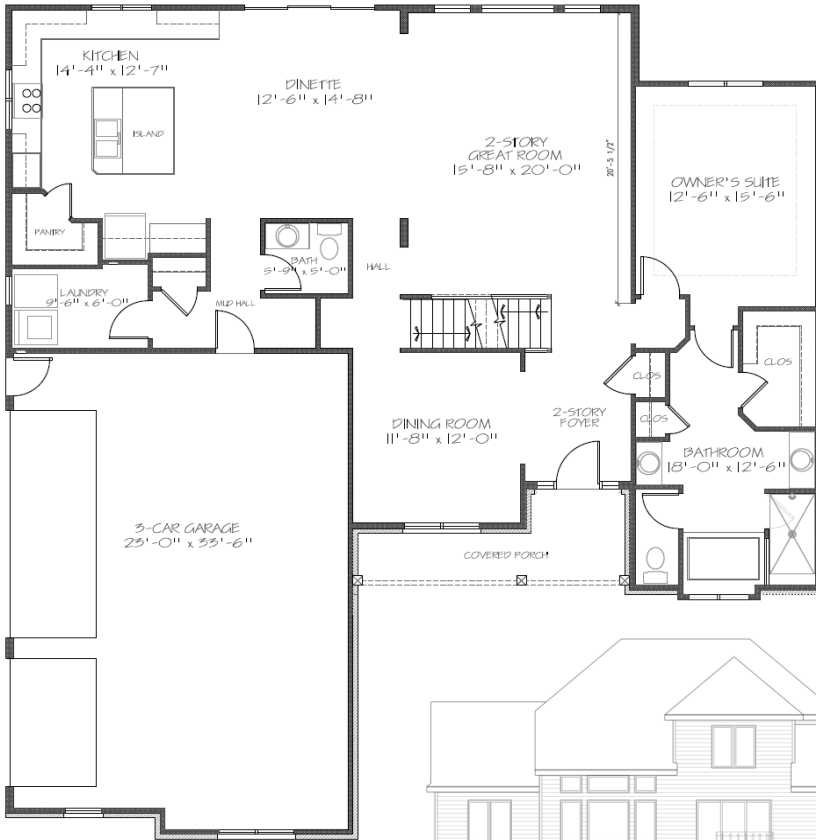 KITCHEN
14'-4" x 12'-7"
DINETTE
12'-6" x 14'-8"
ISLAND
2-STORY
GREAT ROOM
15'-8" x 20'-0"
20'-5 1/2"
OWNER'S SUITE
12'-6" x 15'-6"
PANTRY
BATH
5'-9" x 5'-0"
HALL
LAUNDRY
9'-6" x 6'-0"
MUD HALL
CLOS
CLOS
CLOS
DINING ROOM
11'-8" x 12'-0"
2-STORY
FOYER
BATHROOM
18'-0" x 12'-6"
3-CAR GARAGE
23'-0" x 33'-6"
COVERED PORCH